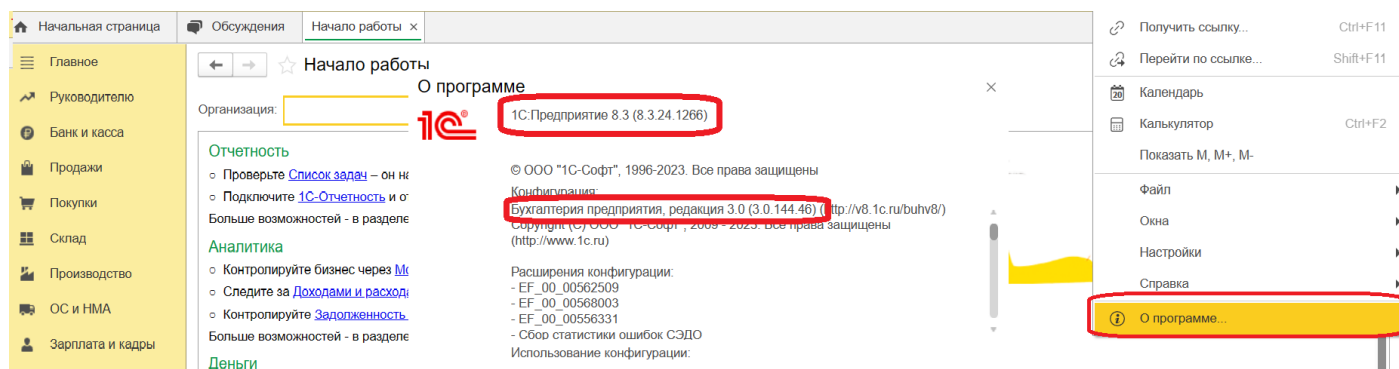 Начальная страница
Обсуждения
Начало работы ×
Главное
Руководителю
Банк и касса
Продажи
Покупки
Склад
Производство
ОС и НМА
Зарплата и кадры
Начало работы
Организация:
Отчетность
Проверьте Список задач – он
Подключите 1С-Отчетность и
Больше возможностей - в разделе
Аналитика
Контролируйте бизнес через
Следите за Доходами и
Контролируйте Задолженность
Больше возможностей - в разделе
Деньги
О программе
1С
1С:Предприятие 8.3 (8.3.24.1266)
© ООО "1С-Софт", 1996-2023. Все права защищены
Конфигурация:
Бухгалтерия предприятия, редакция 3.0 (3.0.144.46) (http://v8.1c.ru/buhv8/)
Copyright (С) ООО "1С-Софт", 2009 - 2023. Все права защищены
(http://www.1c.ru)
Расширения конфигурации:
- EF_00_00562509
- EF_00_00568003
- EF_00_00556331
- Сбор статистики ошибок СЭДО
Использование конфигурации:
Получить ссылку... Ctrl+F11
Перейти по ссылке... Shift+F11
20 Календарь
Калькулятор Ctrl+F2
Показать M, M+, M-
Файл
Окна
Настройки
Справка
О программе...